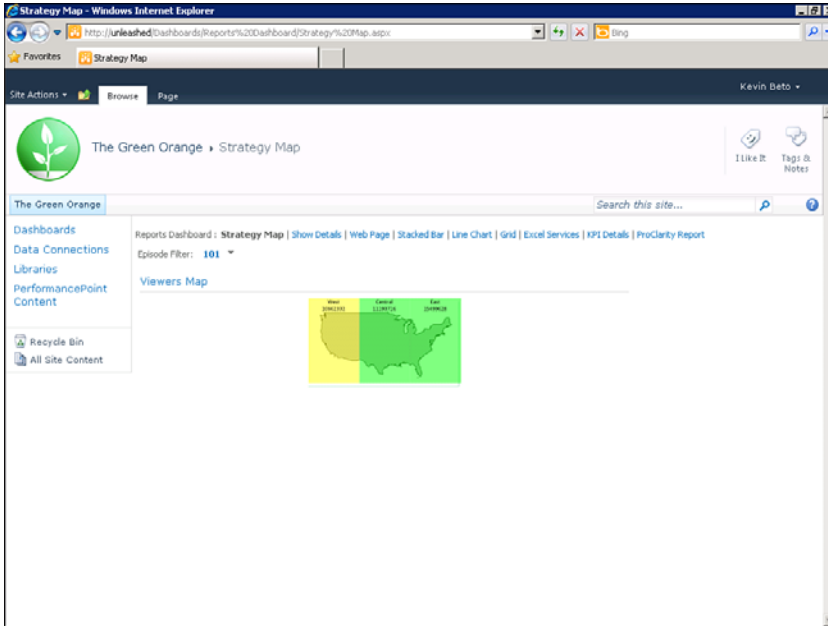 Strategy Map - Windows Internet Explorer
http://unleashed/Dashboards/Reports%20Dashboard/Strategy%20Map.aspx
Bing
Favorites
Strategy Map
Site Actions
Browse
Page
Kevin Beto
The Green Orange
Strategy Map
I Like It
Tags &
Notes
The Green Orange
Search this site...
Dashboards
Data Connections
Libraries
PerformancePoint
Content
Recycle Bin
All Site Content
Reports Dashboard : Strategy Map | Show Details | Web Page | Stacked Bar | Line Chart | Grid | Excel Services | KPI Details | ProClarity Report
Episode Filter: 101
Viewers Map
West
Central
East